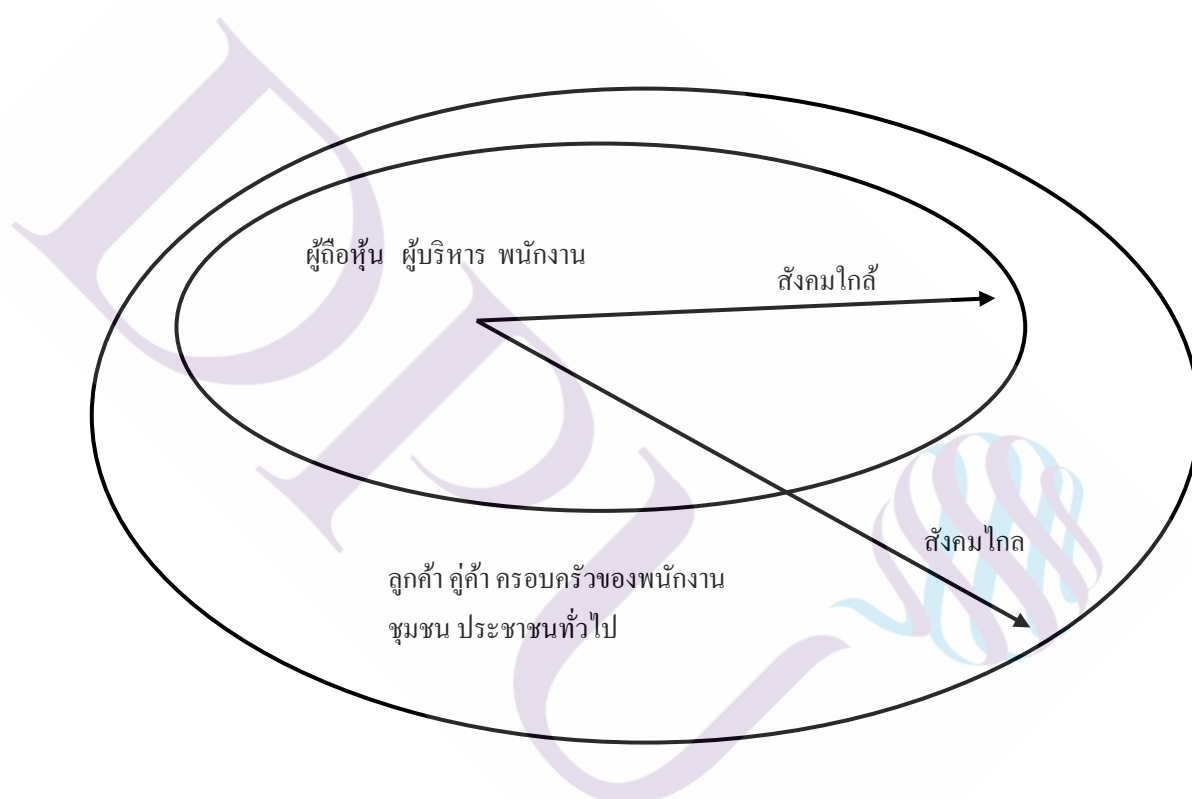 ผู้ถือหุ้น ผู้บริหาร พนักงาน
สังคมใกล้
สังคมไกล
ลูกค้า คู่ค้า ครอบครัวของพนักงาน
ชุมชน ประชาชนทั่วไป
DPU